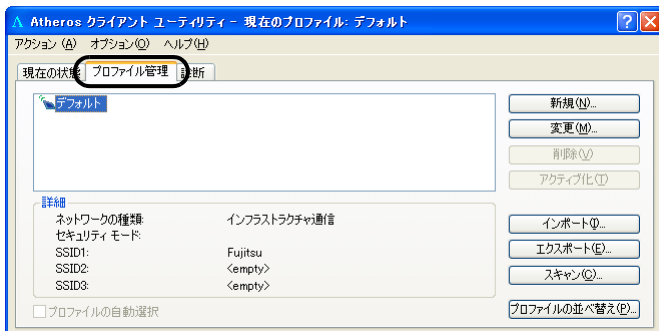 Atheros クライアント ユーティリティ - 現在のプロファイル: デフォルト
アクション(A) オプション(O) ヘルプ(H)
現在の状態 プロファイル管理 診断
デフォルト
新規(N)...
変更(M)...
削除(V)
アクティブ化(T)
詳細
ネットワークの種類: インフラストラクチャ通信
セキュリティ モード:
SSID1: Fujitsu
SSID2: <empty>
SSID3: <empty>
インポート(I)...
エクスポート(E)...
スキャン(C)...
プロファイルの自動選択
プロファイルの並べ替え(P)...